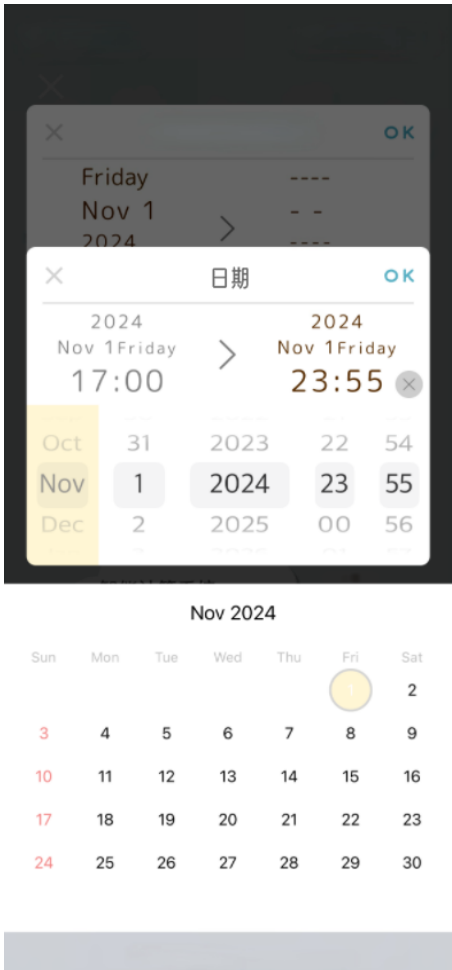 OK
Friday
----
Nov 1
>
- -
2024
----
日期
OK
2024
2024
Nov 1Friday
>
Nov 1Friday
17:00
23:55
Oct 31 2023 22 54
Nov 1 2024 23 55
Dec 2 2025 00 56
Nov 2024
Sun Mon Tue Wed Thu Fri Sat
1 2
3 4 5 6 7 8 9
10 11 12 13 14 15 16
17 18 19 20 21 22 23
24 25 26 27 28 29 30